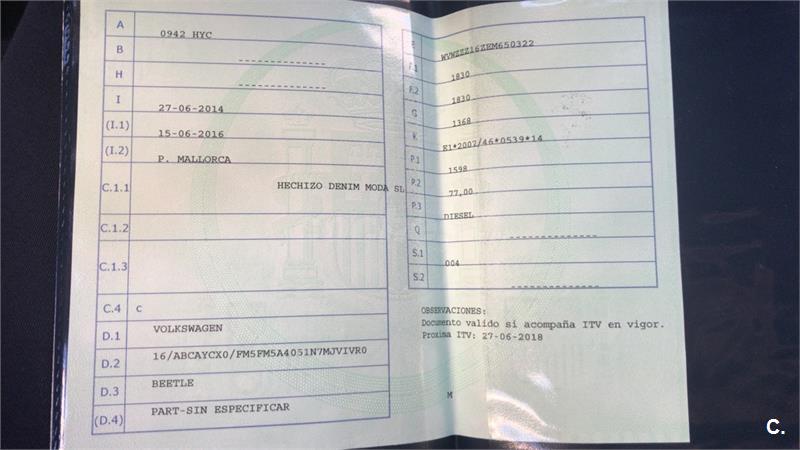 A 0942 HYC
B --------------
H --------------
I 27-06-2014
(I.1) 15-06-2016
(I.2) P. MALLORCA
C.1.1 HECHIZO DENIM MODA SL
C.1.2
C.1.3
C.4 C
D.1 VOLKSWAGEN
D.2 16/ABCAYCX0/FM5FM5A4051N7MJVIVR0
D.3 BEETLE
(D.4) PART-SIN ESPECIFICAR
E WVWZZZ16ZEM650322
F.1 1830
F.2 1830
G 1368
K E1*2007/46*0539*14
P.1 1598
P.2 77,00
P.3 DIESEL
Q --------------
S.1 004
S.2 --------------
OBSERVACIONES:
Documento valido si acompaña ITV en vigor.
Proxima ITV: 27-06-2018
M
C.